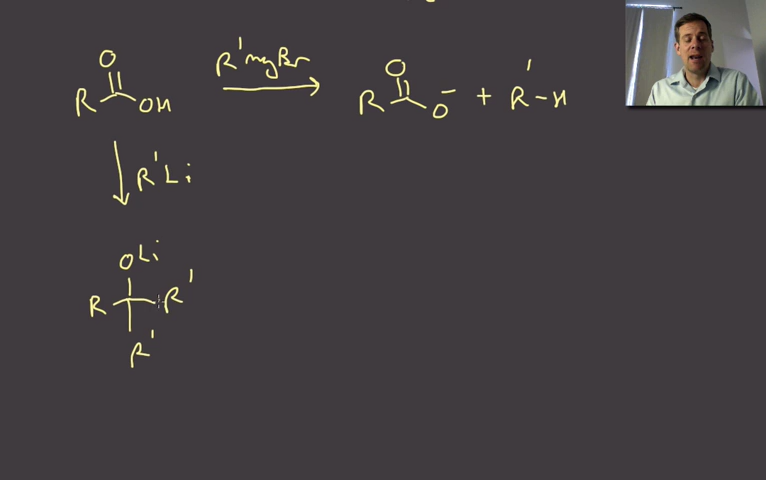 O
R OH
R'MgBr
O
R O⁻ + R'-H
R'Li
OLi
R R'
R'